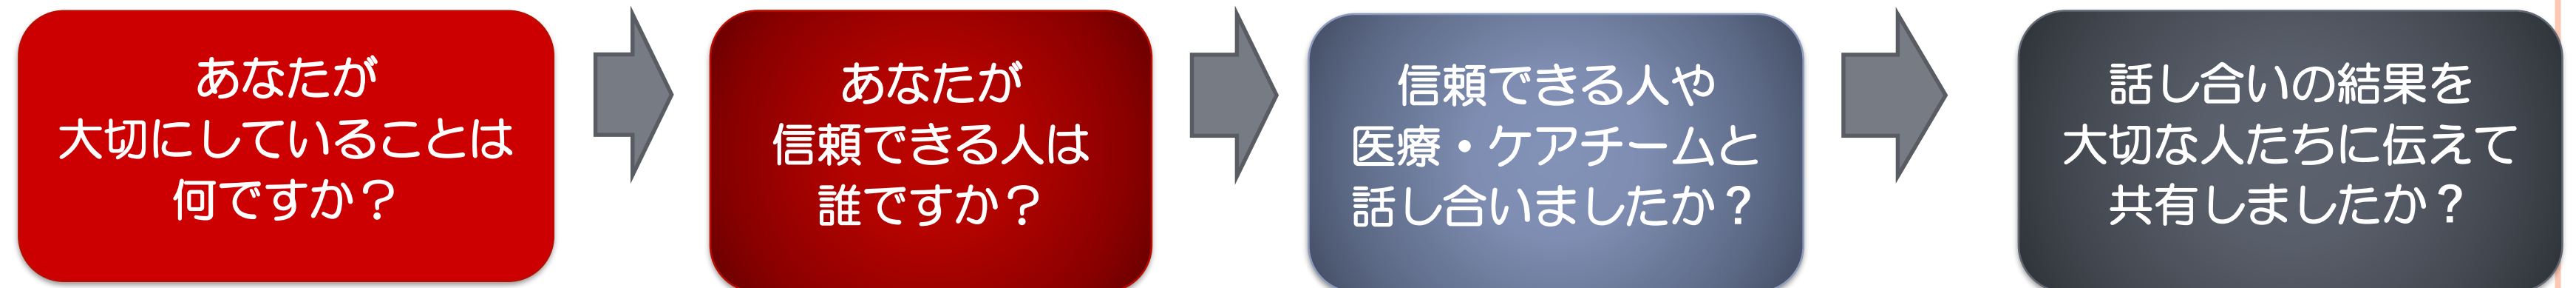 あなたが
大切にしていることは
何ですか？
あなたが
信頼できる人は
誰ですか？
信頼できる人や
医療・ケアチームと
話し合いましたか？
話し合いの結果を
大切な人たちに伝えて
共有しましたか？